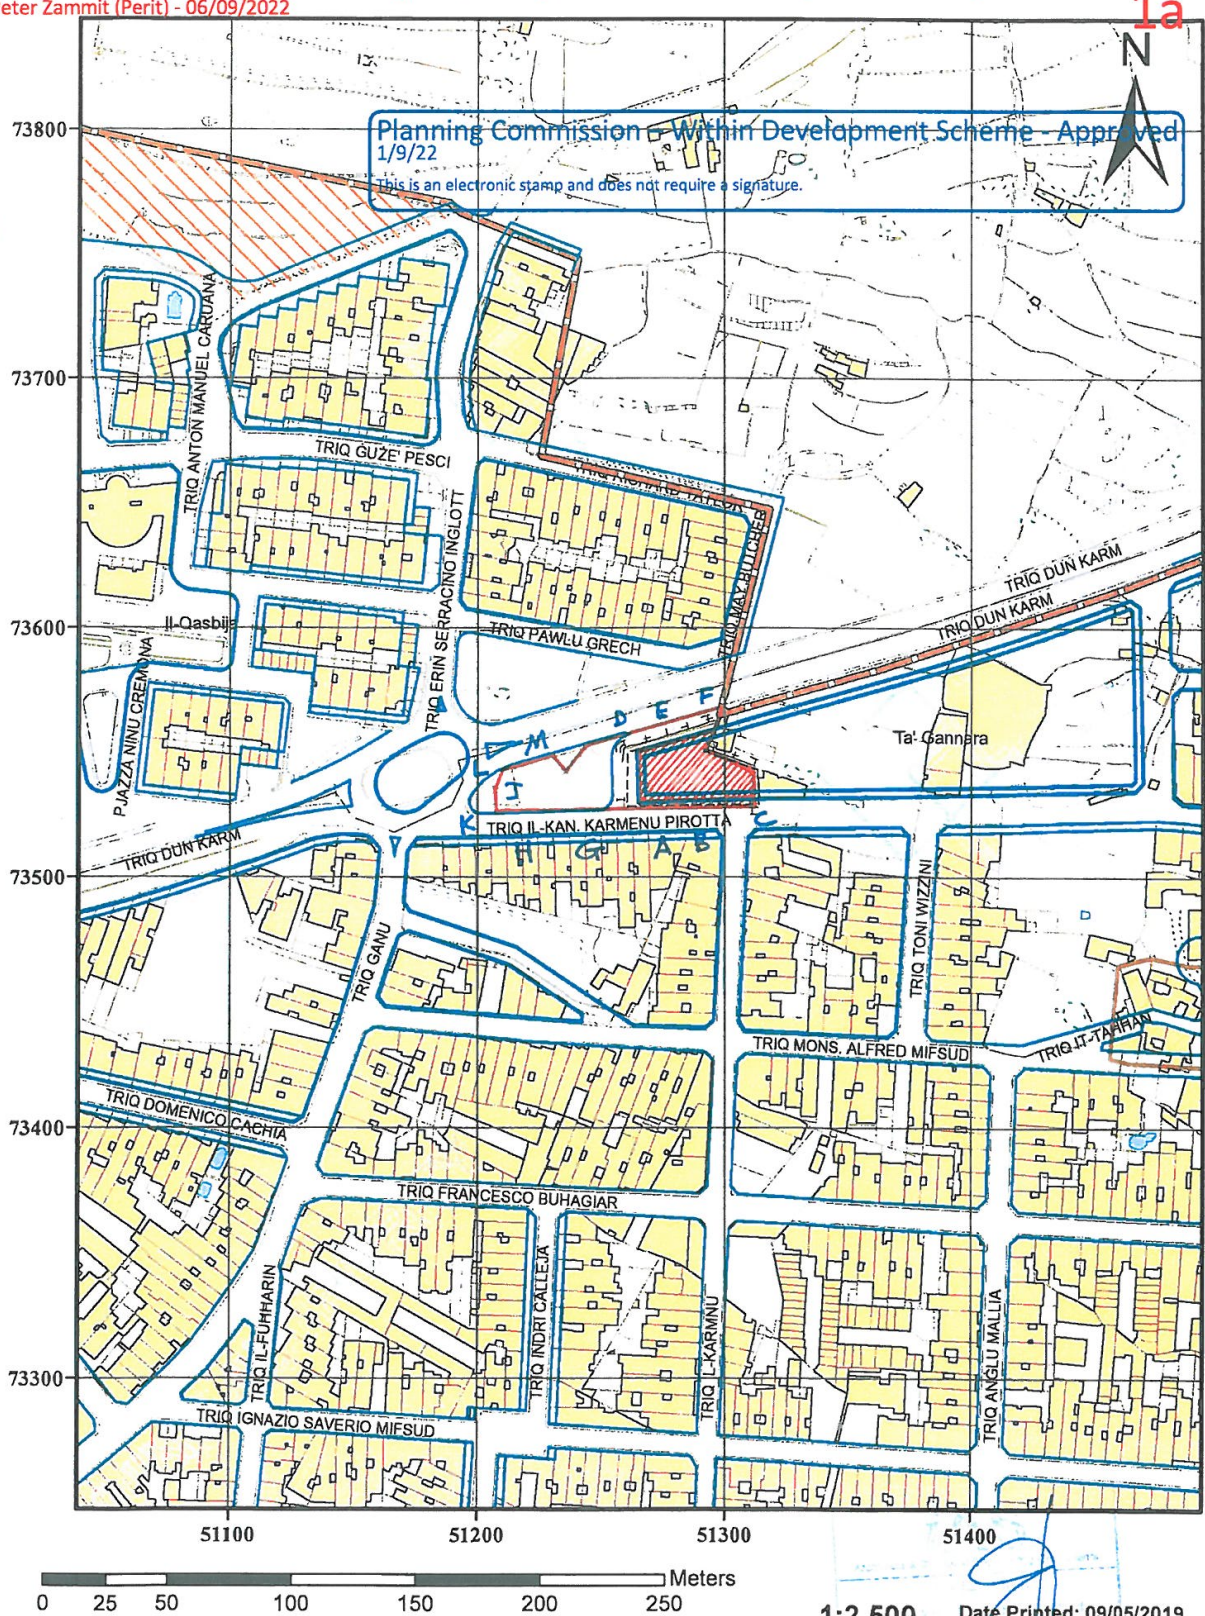 eter Zammit (Perit) - 06/09/2022
1a
N
Planning Commission - Within Development Scheme - Approved
1/9/22
This is an electronic stamp and does not require a signature.
73800
73700
TRIQ ANTON MANUEL CARUANA
TRIQ GUŻE' PESCI
TRIQ RICHARD TAYLOR
TRIQ MAY BUTCHER
TRIQ ERIN SERRACINO INGLOTT
TRIQ DUN KARM
TRIQ DUN KARM
73600
Il-Qasbija
TRIQ PAWLU GRECH
PJAZZA NINU CREMONA
D E F
M
Ta' Gannara
J
K
TRIQ IL-KAN. KARMENU PIROTTA
C
H G A B
TRIQ DUN KARM
73500
TRIQ GANU
TRIQ TONI WIZZINI
TRIQ MONS. ALFRED MIFSUD
TRIQ IT-TAHHAN
TRIQ DOMENICO CACHIA
73400
TRIQ FRANCESCO BUHAGIAR
TRIQ IL-FUHHARIN
TRIQ INDRI CALLEJA
TRIQ L-KARMNU
TRIQ ANGLU MALLIA
73300
TRIQ IGNAZIO SAVERIO MIFSUD
51100 51200 51300 51400
Meters
0 25 50 100 150 200 250
1:2,500
Date Printed: 09/05/2019